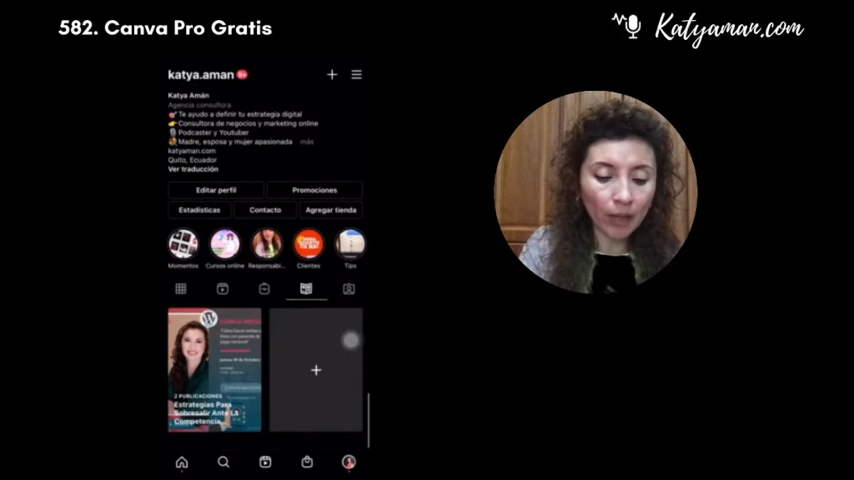 582. Canva Pro Gratis
Katyaman.com
katya.aman 9+
Katya Amán
Agencia consultora
Te ayudo a definir tu estrategia digital
Consultora de negocios y marketing online
Podcaster y Youtuber
Madre, esposa y mujer apasionada más
katyaman.com
Quito, Ecuador
Ver traducción
Editar perfil
Promociones
Estadísticas
Contacto
Agregar tienda
Momentos
Cursos online
Responsabi...
Clientes
Tips
2 PUBLICACIONES
Estrategias Para
Sobresalir Ante La
Competencia...